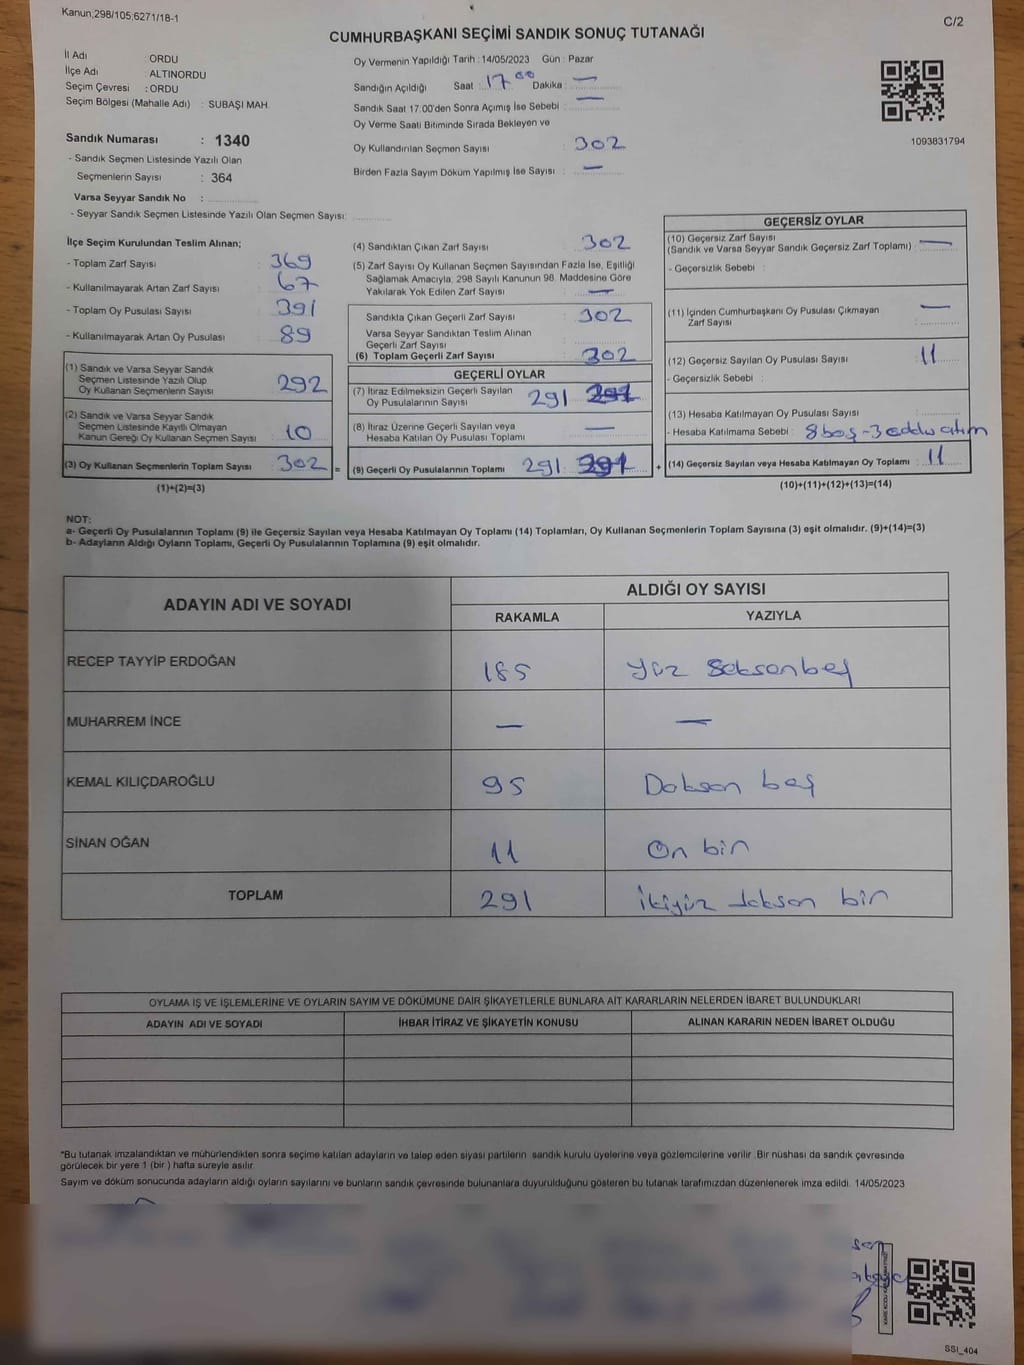 Kanun;298/105;6271/18-1
C/2
CUMHURBAŞKANI SEÇİMİ SANDIK SONUÇ TUTANAĞI
İl Adı : ORDU
İlçe Adı : ALTINORDU
Seçim Çevresi : ORDU
Seçim Bölgesi (Mahalle Adı) : SUBAŞI MAH.
Sandık Numarası : 1340
- Sandık Seçmen Listesinde Yazılı Olan
Seçmenlerin Sayısı : 364
Varsa Seyyar Sandık No :
- Seyyar Sandık Seçmen Listesinde Yazılı Olan Seçmen Sayısı:
Oy Vermenin Yapıldığı Tarih : 14/05/2023 Gün : Pazar
Sandığın Açıldığı Saat : 17 00 Dakika : —
Sandık Saat 17.00'den Sonra Açımış İse Sebebi : —
Oy Verme Saati Bitiminde Sırada Bekleyen ve
Oy Kullandırılan Seçmen Sayısı : 302
Birden Fazla Sayım Döküm Yapılmış İse Sayısı : —
1093831794
İlçe Seçim Kurulundan Teslim Alınan;
- Toplam Zarf Sayısı : 369
- Kullanılmayarak Artan Zarf Sayısı : 67
- Toplam Oy Pusulası Sayısı : 391
- Kullanılmayarak Artan Oy Pusulası : 89
(1) Sandık ve Varsa Seyyar Sandık
Seçmen Listesinde Yazılı Olup
Oy Kullanan Seçmenlerin Sayısı : 292
(2) Sandık ve Varsa Seyyar Sandık
Seçmen Listesinde Kayıtlı Olmayan
Kanun Gereği Oy Kullanan Seçmen Sayısı : 10
(3) Oy Kullanan Seçmenlerin Toplam Sayısı : 302 =
(1)+(2)=(3)
(4) Sandıktan Çıkan Zarf Sayısı : 302
(5) Zarf Sayısı Oy Kullanan Seçmen Sayısından Fazla İse, Eşitliği
Sağlamak Amacıyla, 298 Sayılı Kanunun 98. Maddesine Göre
Yakılarak Yok Edilen Zarf Sayısı : —
Sandıkta Çıkan Geçerli Zarf Sayısı : 302
Varsa Seyyar Sandıktan Teslim Alınan
Geçerli Zarf Sayısı :
(6) Toplam Geçerli Zarf Sayısı : 302
GEÇERLİ OYLAR
(7) İtiraz Edilmeksizin Geçerli Sayılan
Oy Pusulalarının Sayısı 291
(8) İtiraz Üzerine Geçerli Sayılan veya
Hesaba Katılan Oy Pusulası Toplamı : —
(9) Geçerli Oy Pusulalarının Toplamı 291 +
GEÇERSİZ OYLAR
(10) Geçersiz Zarf Sayısı
(Sandık ve Varsa Seyyar Sandık Geçersiz Zarf Toplamı) : —
- Geçersizlik Sebebi :
(11) İçinden Cumhurbaşkanı Oy Pusulası Çıkmayan
Zarf Sayısı : —
(12) Geçersiz Sayılan Oy Pusulası Sayısı : 11
- Geçersizlik Sebebi :
(13) Hesaba Katılmayan Oy Pusulası Sayısı :
- Hesaba Katılmama Sebebi : 8 boş - 3
(14) Geçersiz Sayılan veya Hesaba Katılmayan Oy Toplamı : 11
(10)+(11)+(12)+(13)=(14)
NOT:
a- Geçerli Oy Pusulalarının Toplamı (9) ile Geçersiz Sayılan veya Hesaba Katılmayan Oy Toplamı (14) Toplamları, Oy Kullanan Seçmenlerin Toplam Sayısına (3) eşit olmalıdır. (9)+(14)=(3)
b- Adayların Aldığı Oyların Toplamı, Geçerli Oy Pusulalarının Toplamına (9) eşit olmalıdır.
ADAYIN ADI VE SOYADI
ALDIĞI OY SAYISI
RAKAMLA YAZIYLA
RECEP TAYYİP ERDOĞAN 185 Yüz Seksenbeş
MUHARREM İNCE — —
KEMAL KILIÇDAROĞLU 95 Doksan beş
SİNAN OĞAN 11 On bir
TOPLAM 291 İkiyüz doksan bir
OYLAMA İŞ VE İŞLEMLERİNE VE OYLARIN SAYIM VE DÖKÜMÜNE DAİR ŞİKAYETLERLE BUNLARA AİT KARARLARIN NELERDEN İBARET BULUNDUKLARI
ADAYIN ADI VE SOYADI İHBAR İTİRAZ VE ŞİKAYETİN KONUSU ALINAN KARARIN NEDEN İBARET OLDUĞU
*Bu tutanak imzalandıktan ve mühürlendikten sonra seçime katılan adayların ve talep eden siyasi partilerin sandık kurulu üyelerine veya gözlemcilerine verilir. Bir nüshası da sandık çevresinde
görülecek bir yere 1 (bir ) hafta süreyle asılır.
Sayım ve döküm sonucunda adayların aldığı oyların sayılarını ve bunların sandık çevresinde bulunanlara duyurulduğunu gösteren bu tutanak tarafımızdan düzenlenerek imza edildi. 14/05/2023
SSI_404